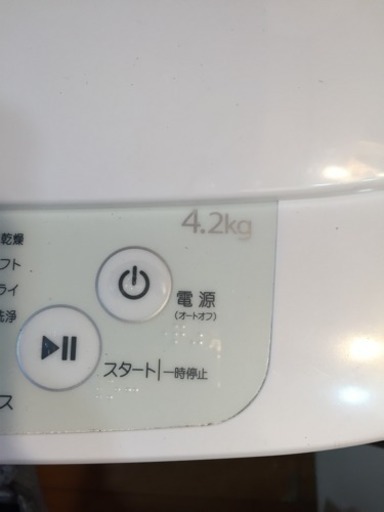 4.2kg
乾燥
フト
ライ
洗浄
電源
(オートオフ)
スタート|一時停止
ス